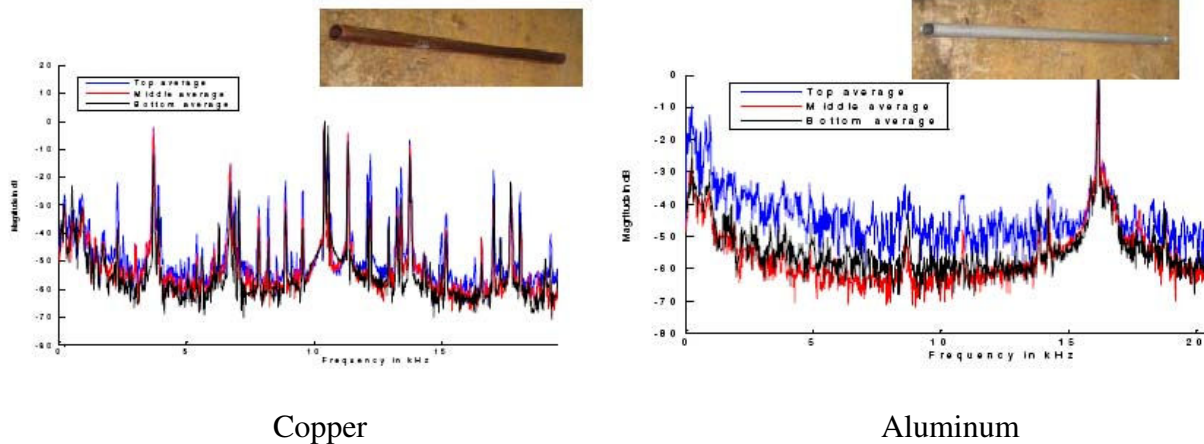 20
10
0
-10
-20
-30
-40
-50
-60
-70
-80
Magnitude in dB
Top average
Middle average
Bottom average
0 5 10 15
Frequency in kHz
Copper
0
-10
-20
-30
-40
-50
-60
-70
-80
Magnitude in dB
Top average
Middle average
Bottom average
0 5 10 15 20
Frequency in kHz
Aluminum